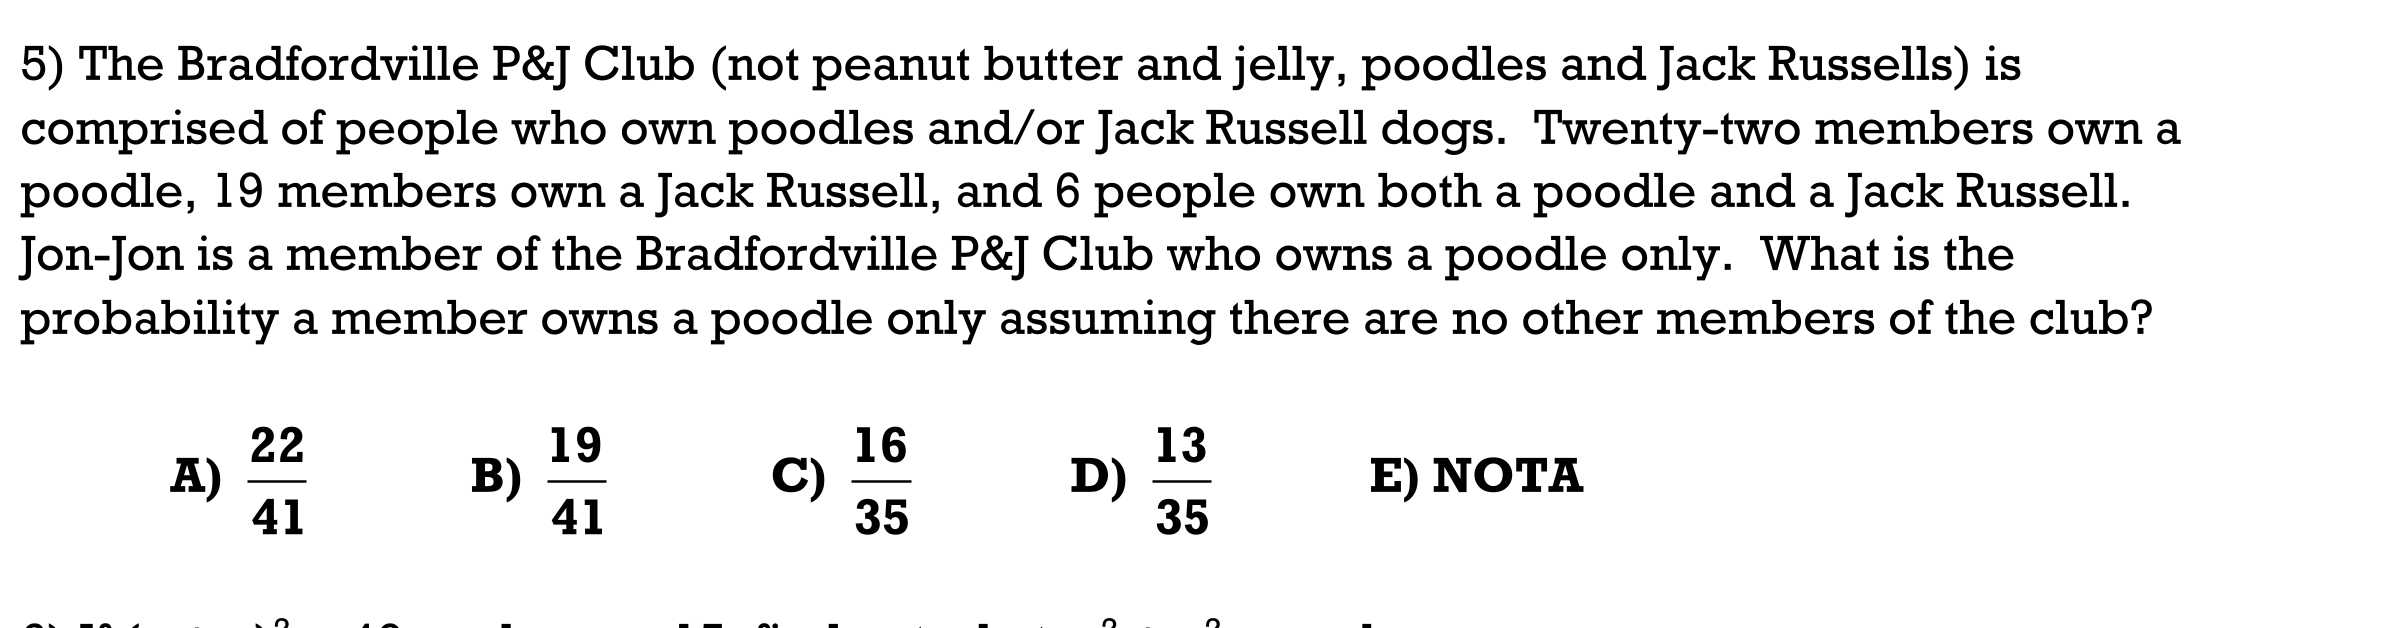 5) The Bradfordville P&J Club (not peanut butter and jelly, poodles and Jack Russells) is
comprised of people who own poodles and/or Jack Russell dogs. Twenty-two members own a
poodle, 19 members own a Jack Russell, and 6 people own both a poodle and a Jack Russell.
Jon-Jon is a member of the Bradfordville P&J Club who owns a poodle only. What is the
probability a member owns a poodle only assuming there are no other members of the club?
A) 22/41 B) 19/41 C) 16/35 D) 13/35 E) NOTA